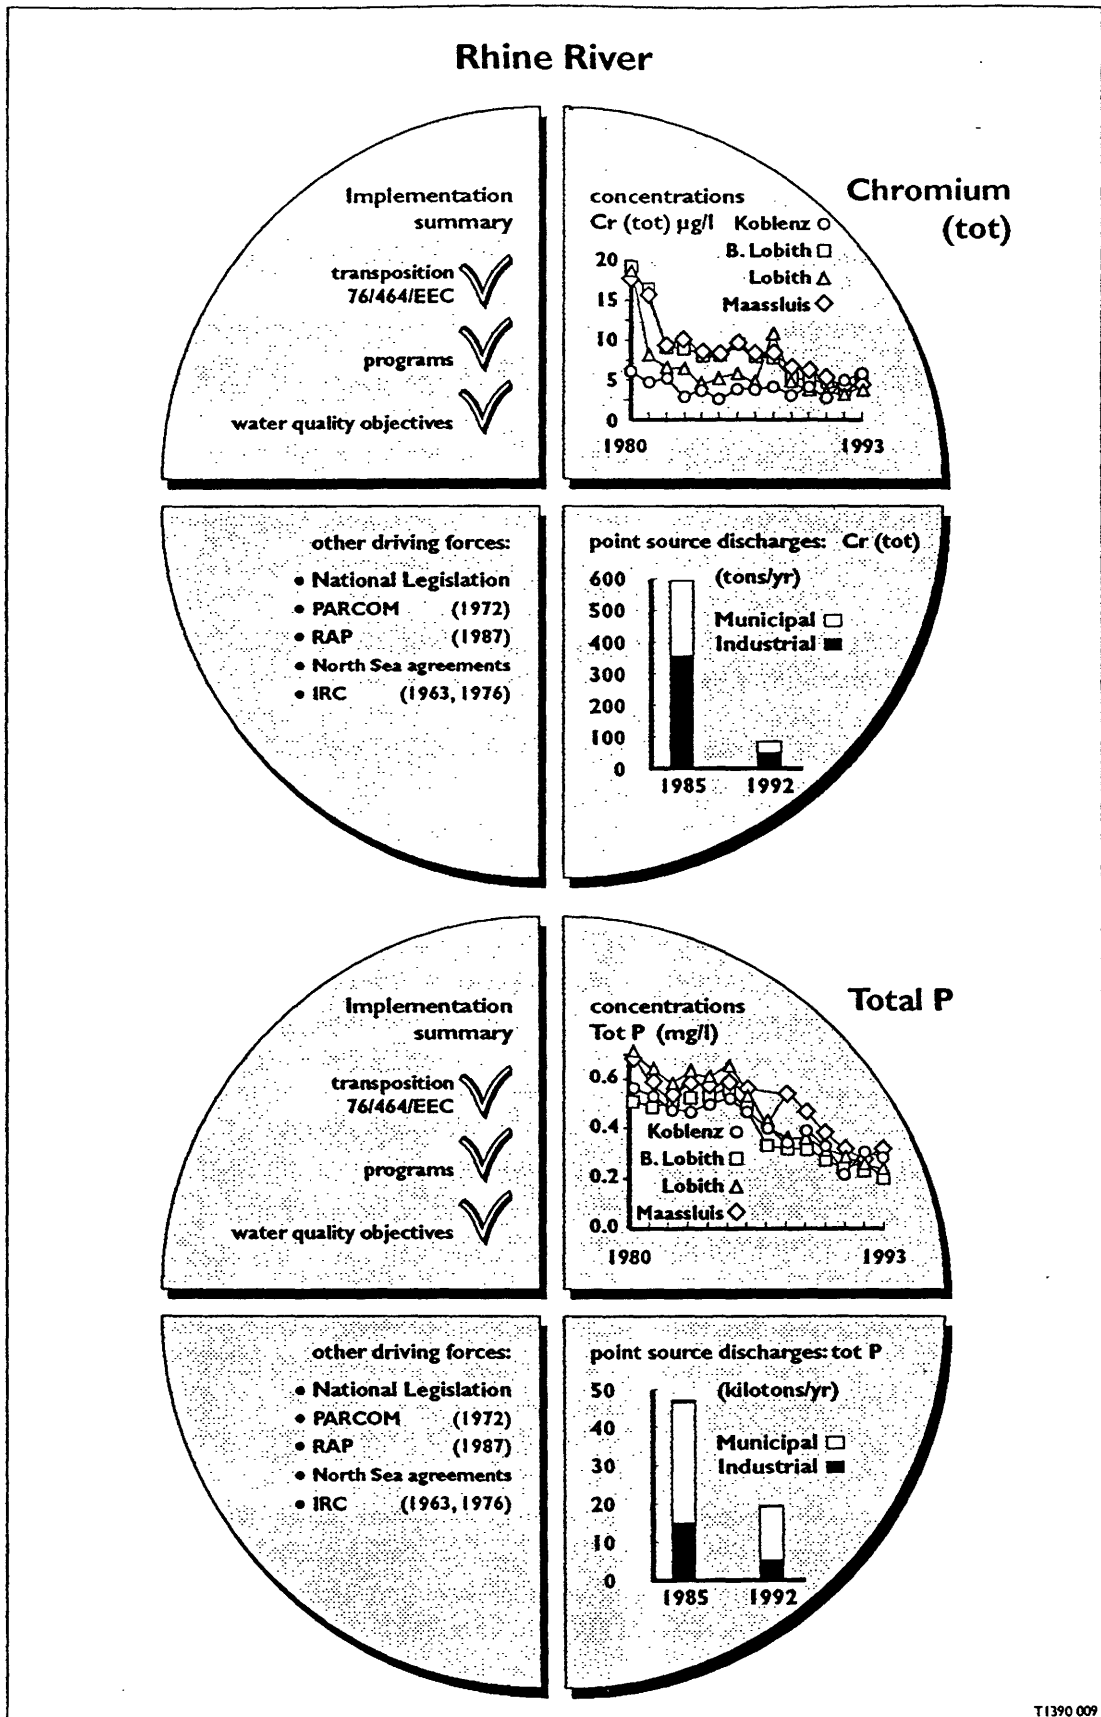 Rhine River
Implementation
summary
transposition
76/464/EEC
programs
water quality objectives
concentrations
Cr (tot) µg/l
Koblenz
B. Lobith
Lobith
Maassluis
20
15
10
5
0
1980
1993
Chromium
(tot)
other driving forces:
• National Legislation
• PARCOM (1972)
• RAP (1987)
• North Sea agreements
• IRC (1963, 1976)
point source discharges: Cr (tot)
(tons/yr)
600
500
400
300
200
100
0
Municipal
Industrial
1985
1992
Implementation
summary
transposition
76/464/EEC
programs
water quality objectives
concentrations
Tot P (mg/l)
0.6
0.4
0.2
0.0
Koblenz
B. Lobith
Lobith
Maassluis
1980
1993
Total P
other driving forces:
• National Legislation
• PARCOM (1972)
• RAP (1987)
• North Sea agreements
• IRC (1963, 1976)
point source discharges: tot P
(kilotons/yr)
50
40
30
20
10
0
Municipal
Industrial
1985
1992
T1390 009